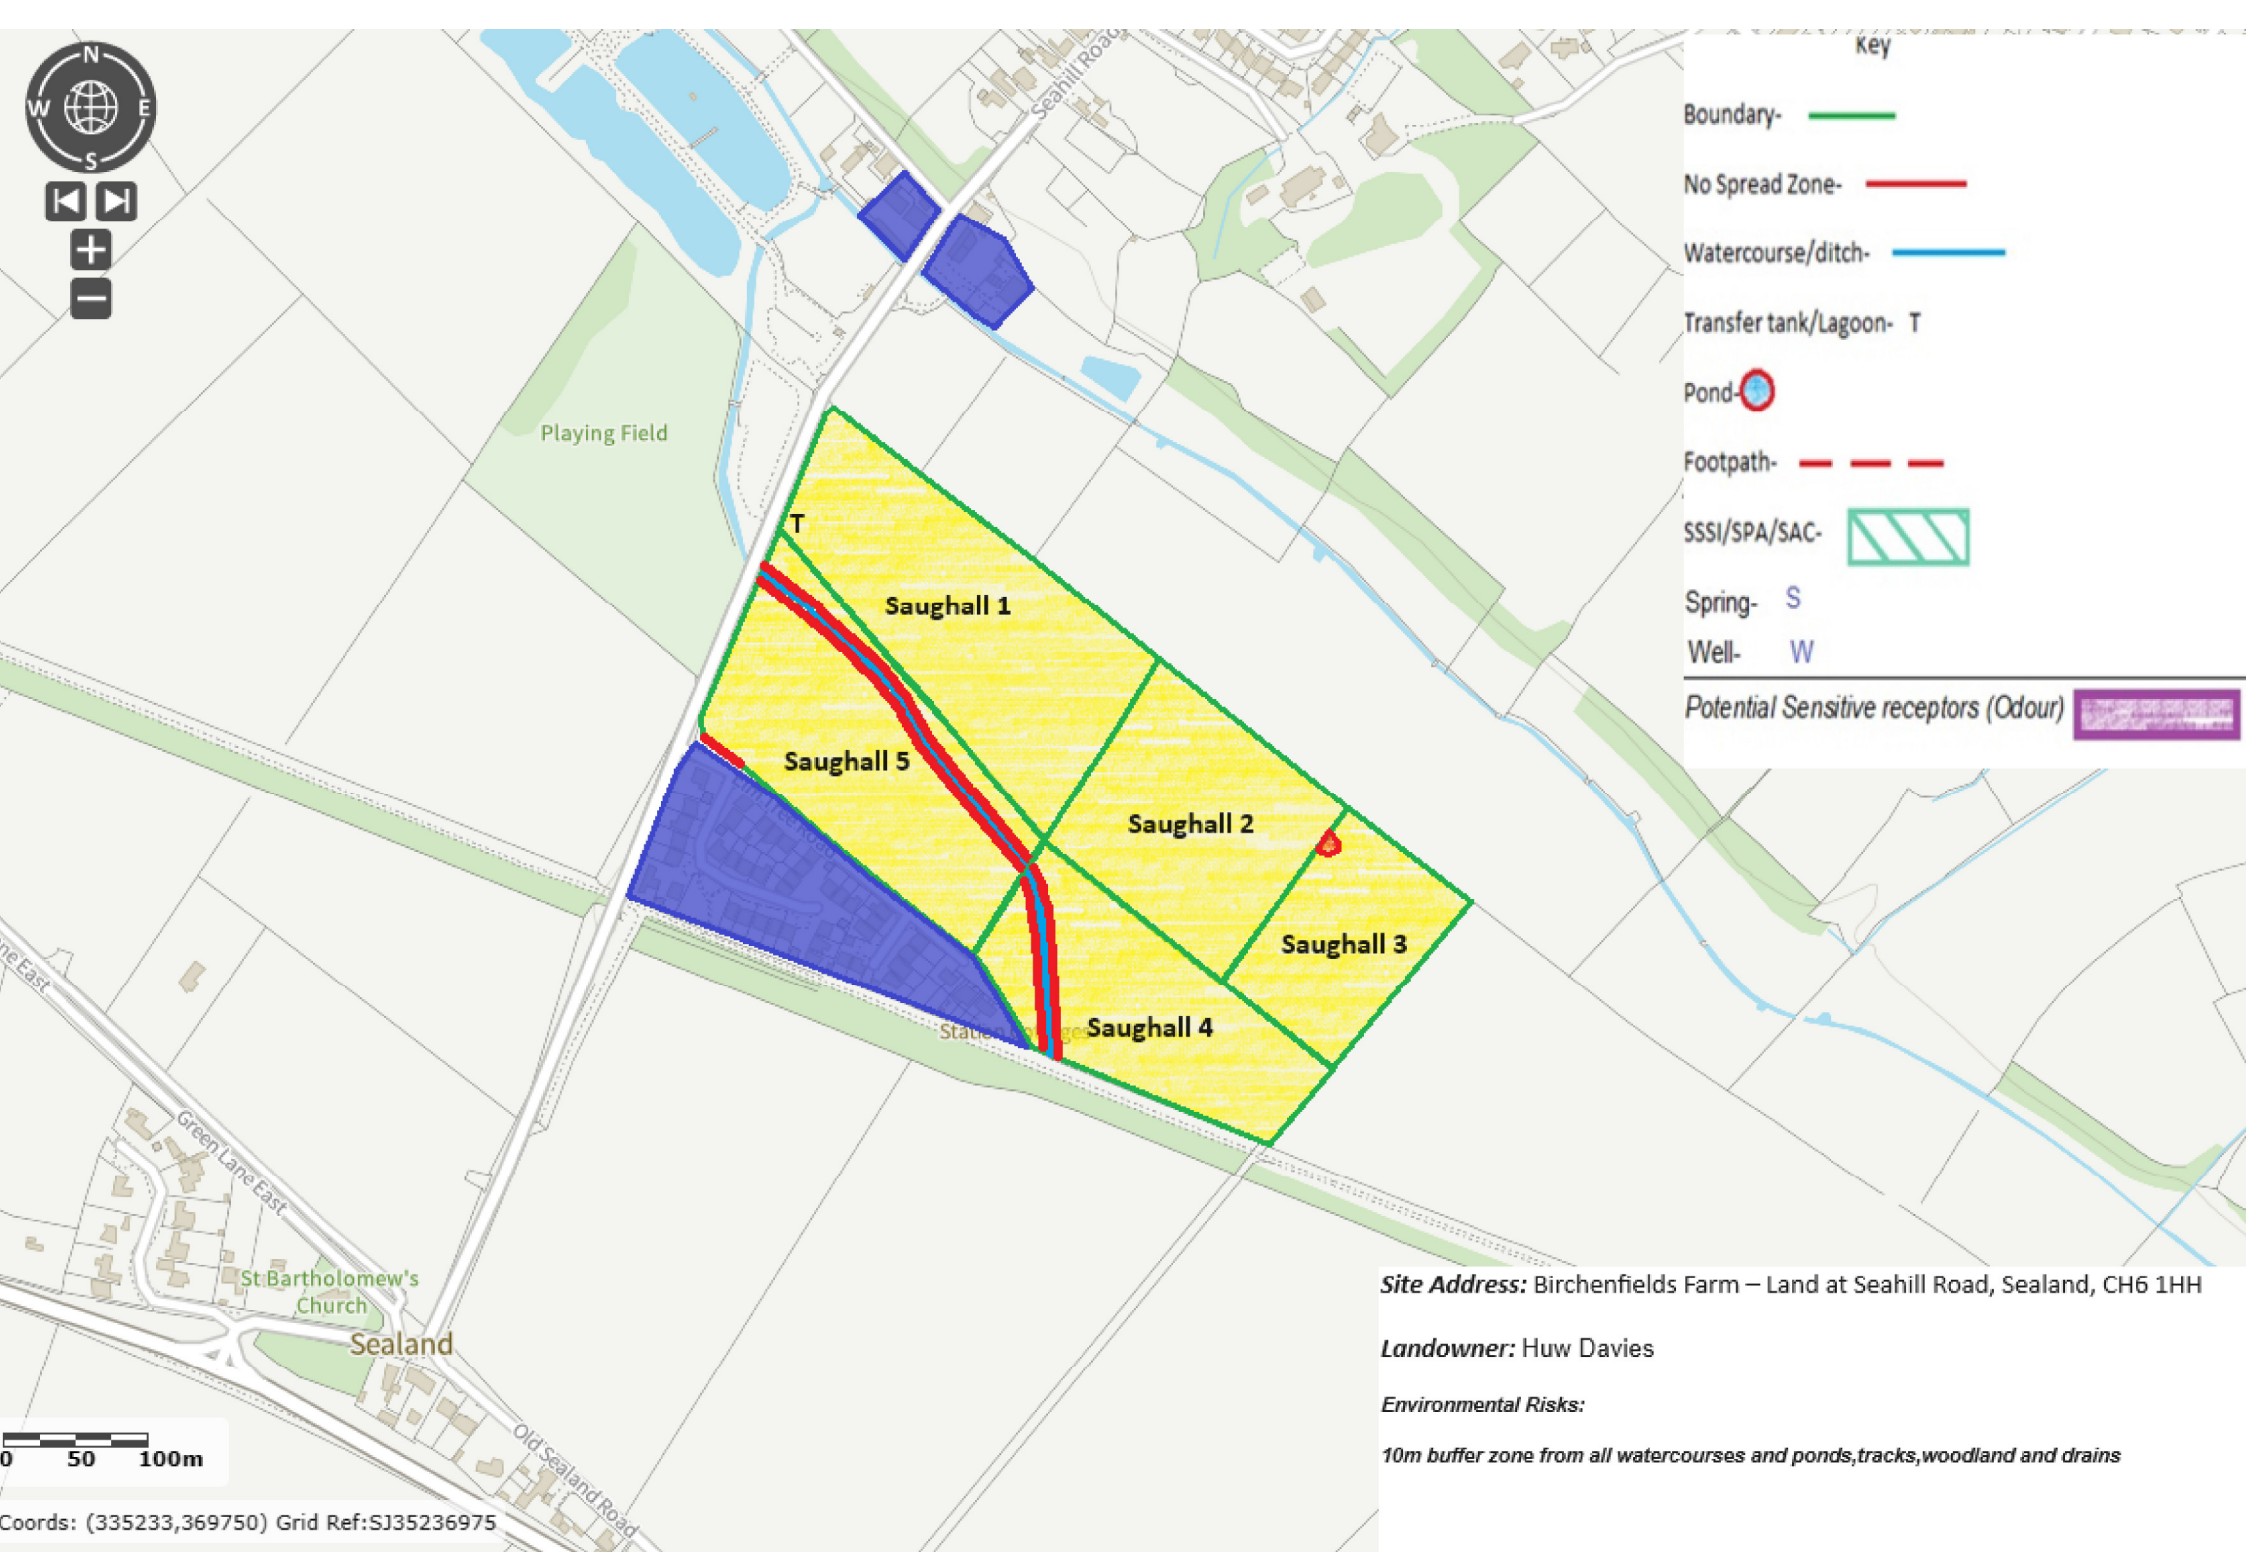 N
W E
S
Key
Boundary-
No Spread Zone-
Watercourse/ditch-
Transfer tank/Lagoon- T
Pond-
Footpath-
SSSI/SPA/SAC-
Spring- S
Well- W
Potential Sensitive receptors (Odour)
Seahill Road
Playing Field
T
Saughall 1
Saughall 5
Saughall 2
Saughall 3
Saughall 4
Green Lane East
St Bartholomew's
Church
Sealand
Old Sealand Road
0 50 100m
Coords: (335233,369750) Grid Ref:SJ35236975
Site Address: Birchenfields Farm – Land at Seahill Road, Sealand, CH6 1HH
Landowner: Huw Davies
Environmental Risks:
10m buffer zone from all watercourses and ponds,tracks,woodland and drains